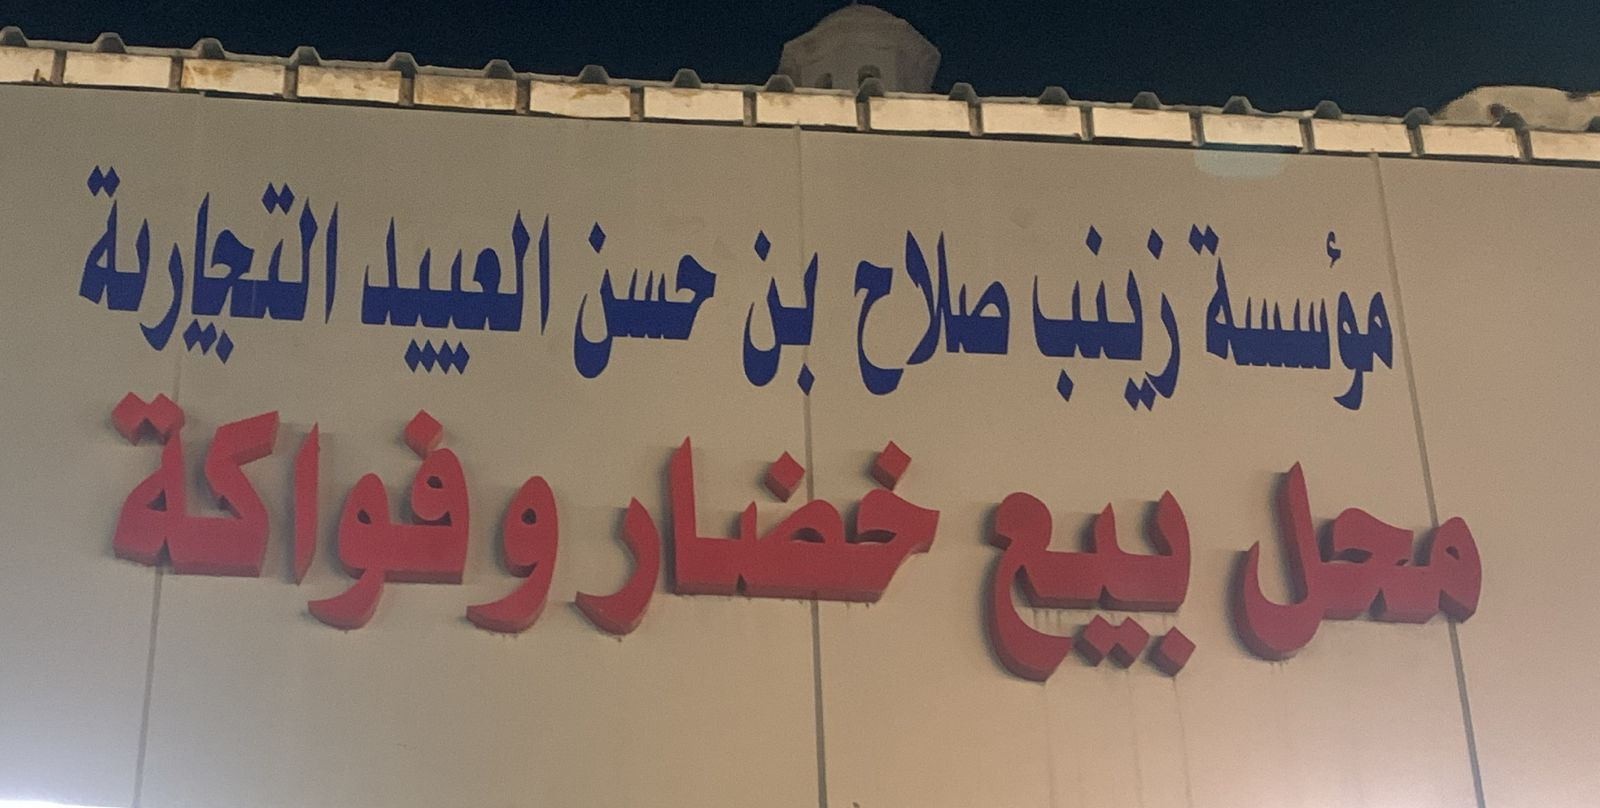 مؤسسة زينب صلاح بن حسن العبيد التجارية
محل بيع خضار وفواكة